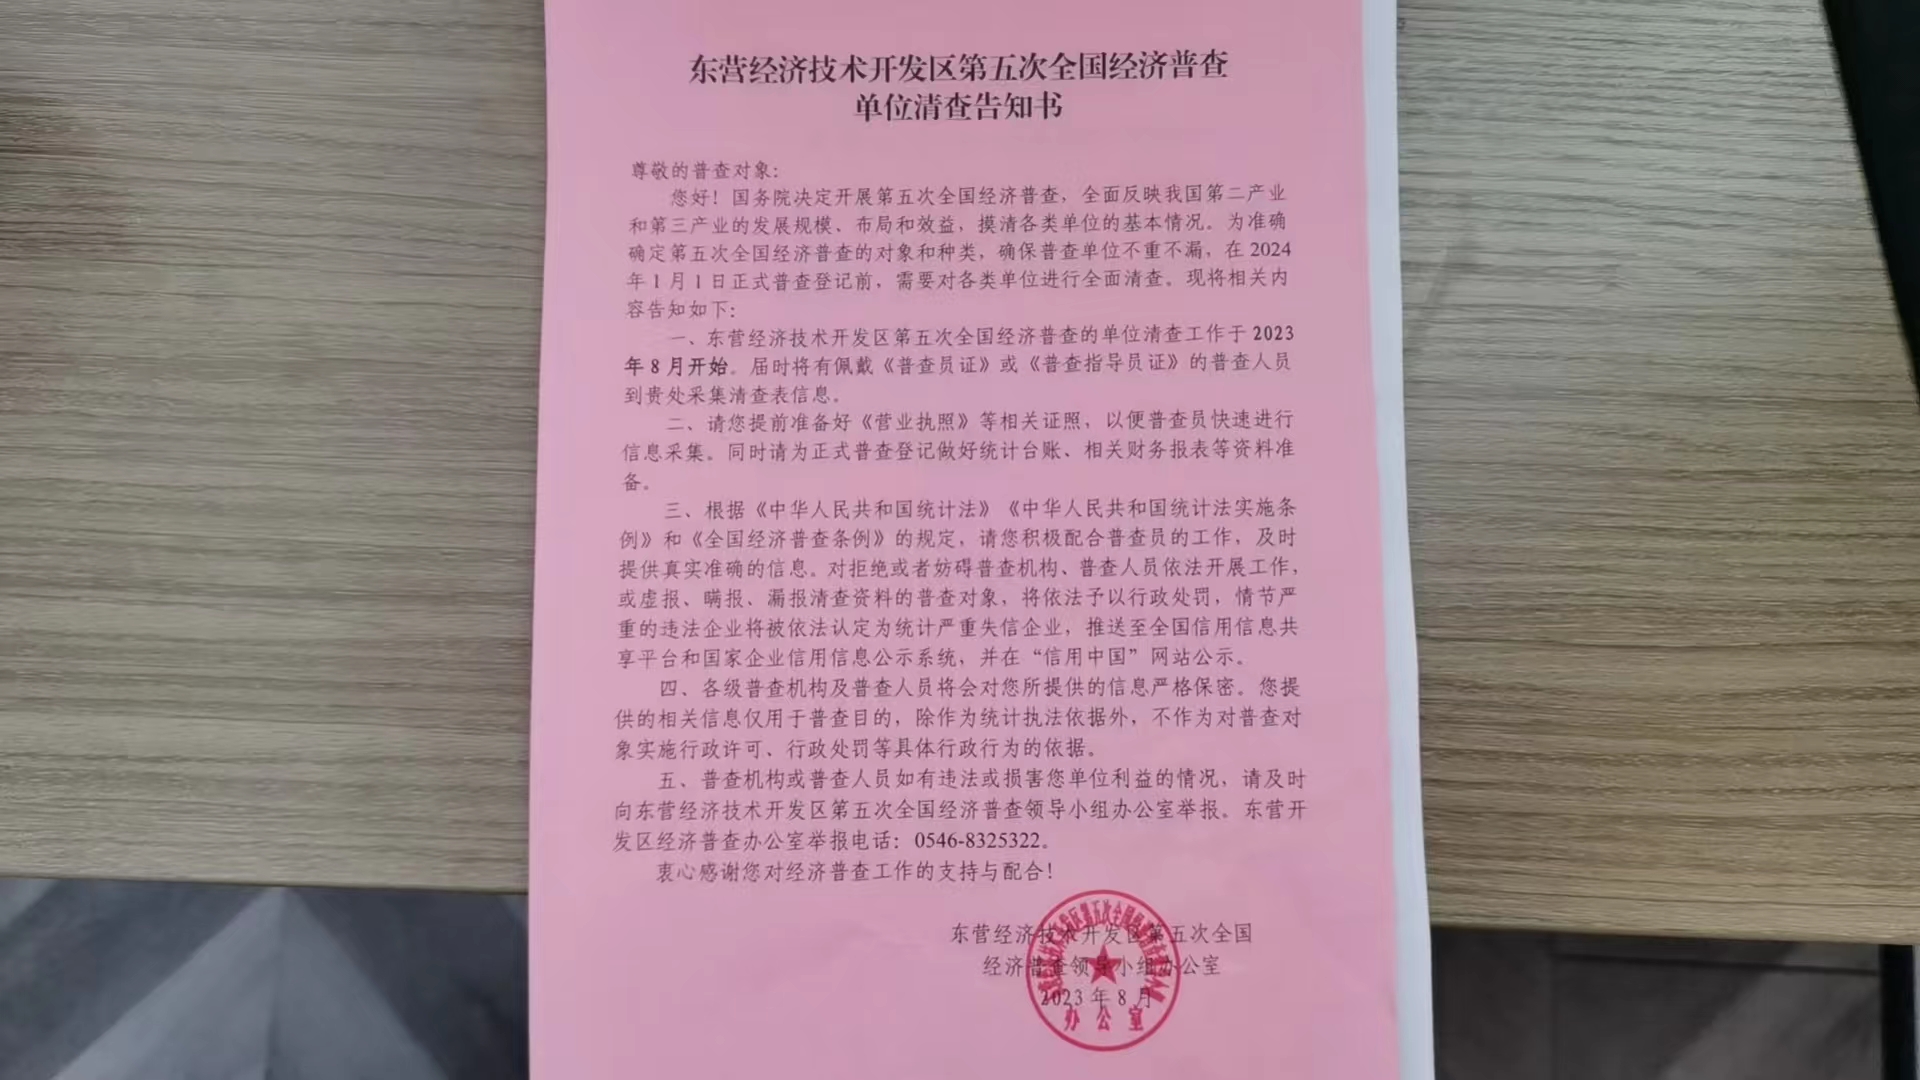 东营经济技术开发区第五次全国经济普查
单位清查告知书
尊敬的普查对象：
您好！国务院决定开展第五次全国经济普查，全面反映我国第二产业
和第三产业的发展规模、布局和效益，摸清各类单位的基本情况。为准确
确定第五次全国经济普查的对象和种类，确保普查单位不重不漏，在 2024
年 1 月 1 日正式普查登记前，需要对各类单位进行全面清查。现将相关内
容告知如下：
一、东营经济技术开发区第五次全国经济普查的单位清查工作于 2023
年 8 月开始。届时将有佩戴《普查员证》或《普查指导员证》的普查人员
到贵处采集清查表信息。
二、请您提前准备好《营业执照》等相关证照，以便普查员快速进行
信息采集。同时请为正式普查登记做好统计台账、相关财务报表等资料准
备。
三、根据《中华人民共和国统计法》《中华人民共和国统计法实施条
例》和《全国经济普查条例》的规定，请您积极配合普查员的工作，及时
提供真实准确的信息。对拒绝或者妨碍普查机构、普查人员依法开展工作，
或虚报、瞒报、漏报清查资料的普查对象，将依法予以行政处罚，情节严
重的违法企业将被依法认定为统计严重失信企业，推送至全国信用信息共
享平台和国家企业信用信息公示系统，并在“信用中国”网站公示。
四、各级普查机构及普查人员将会对您所提供的信息严格保密。您提
供的相关信息仅用于普查目的，除作为统计执法依据外，不作为对普查对
象实施行政许可、行政处罚等具体行政行为的依据。
五、普查机构或普查人员如有违法或损害您单位利益的情况，请及时
向东营经济技术开发区第五次全国经济普查领导小组办公室举报。东营开
发区经济普查办公室举报电话：0546-8325322。
衷心感谢您对经济普查工作的支持与配合！
东营经济技术开发区第五次全国
经济普查领导小组办公室
2023 年 8 月
办公室